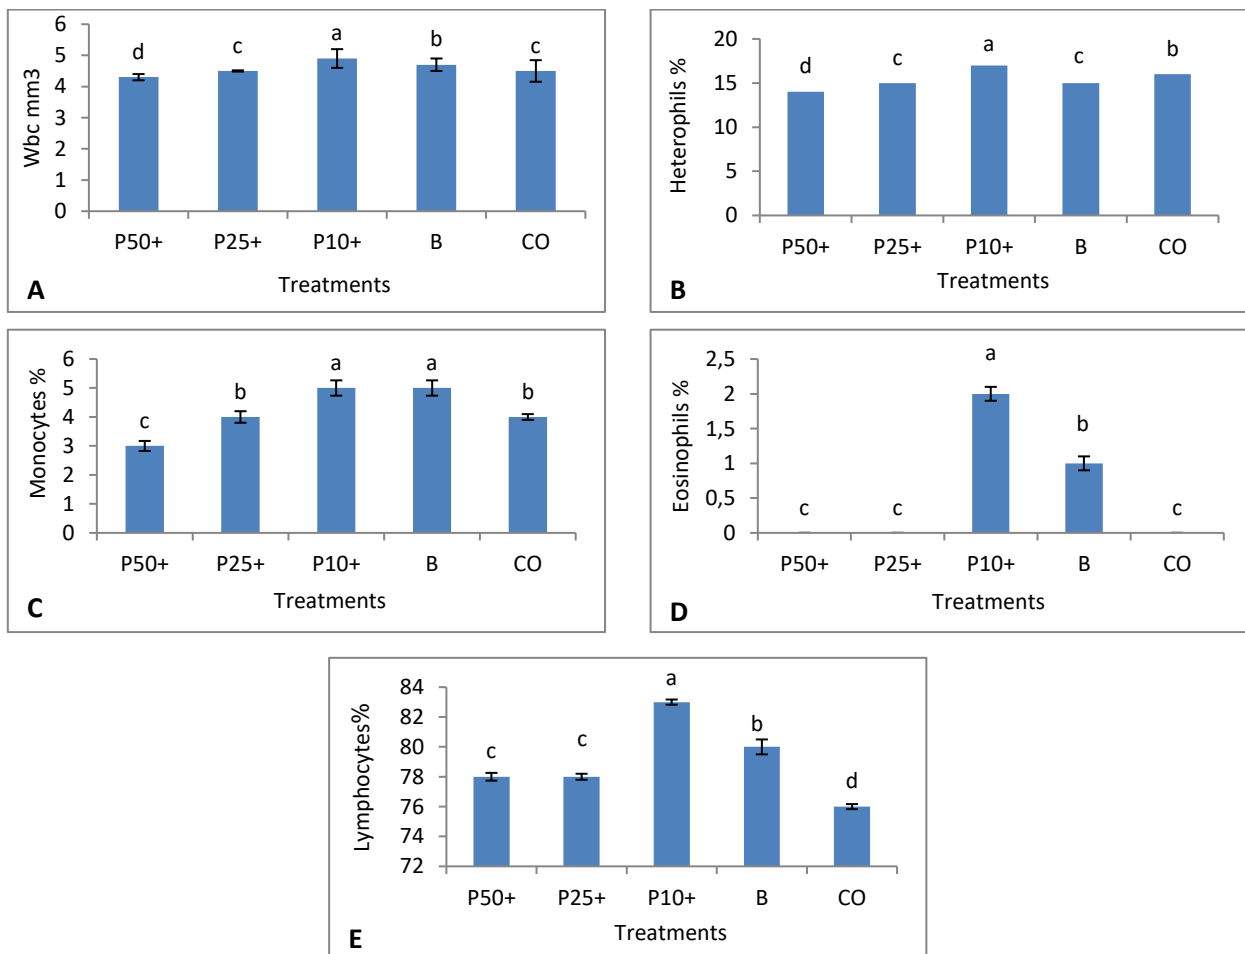 6
5
4
3
2
1
0
Wbc mm3
d
c
a
b
c
P50+ P25+ P10+ B CO
Treatments
A
20
15
10
5
0
Heterophils %
d
c
a
c
b
P50+ P25+ P10+ B CO
Treatments
B
6
5
4
3
2
1
0
Monocytes %
c
b
a
a
b
P50+ P25+ P10+ B CO
Treatments
C
2,5
2
1,5
1
0,5
0
Eosinophils %
c
c
a
b
c
P50+ P25+ P10+ B CO
Treatments
D
84
82
80
78
76
74
72
Lymphocytes%
c
c
a
b
d
P50+ P25+ P10+ B CO
Treatments
E